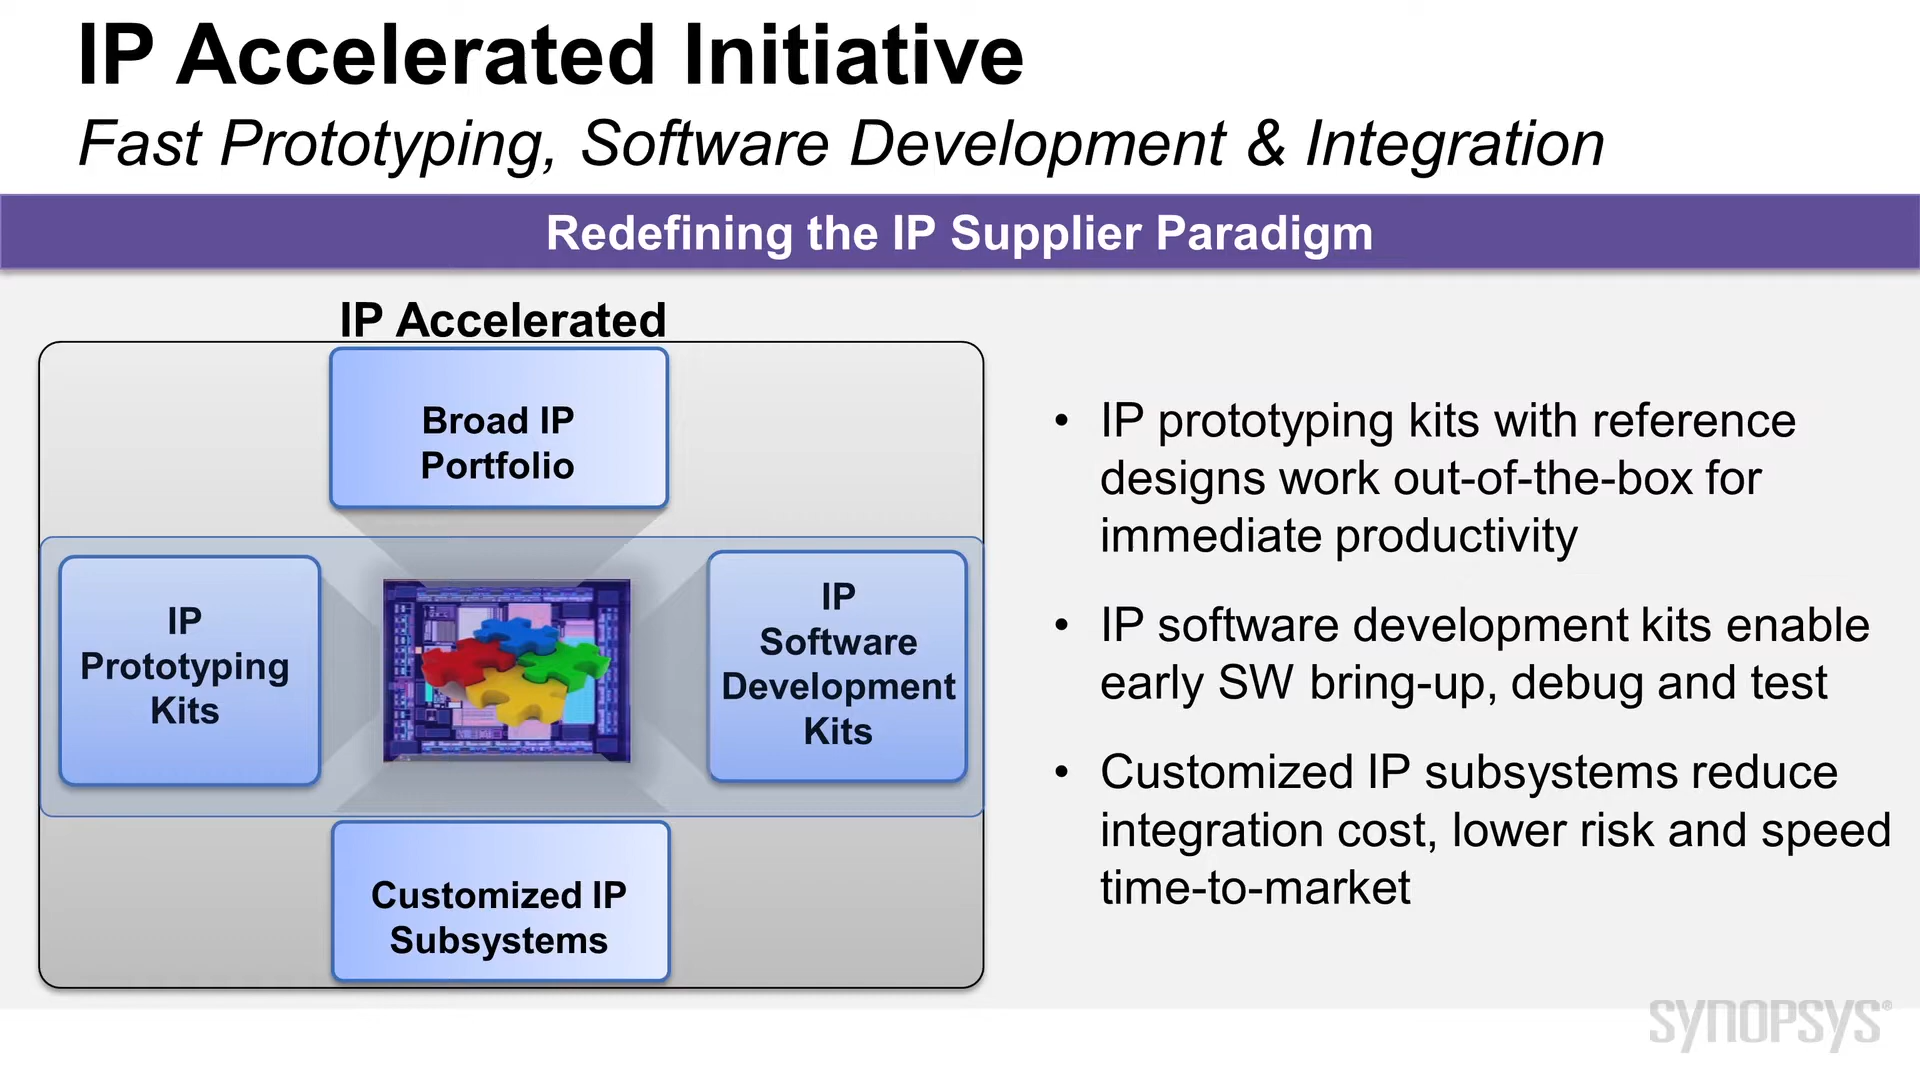 IP Accelerated Initiative
Fast Prototyping, Software Development & Integration
Redefining the IP Supplier Paradigm
IP Accelerated
Broad IP
Portfolio
IP
Prototyping
Kits
IP
Software
Development
Kits
Customized IP
Subsystems
• IP prototyping kits with reference
designs work out-of-the-box for
immediate productivity
• IP software development kits enable
early SW bring-up, debug and test
• Customized IP subsystems reduce
integration cost, lower risk and speed
time-to-market
SYNOPSYS®